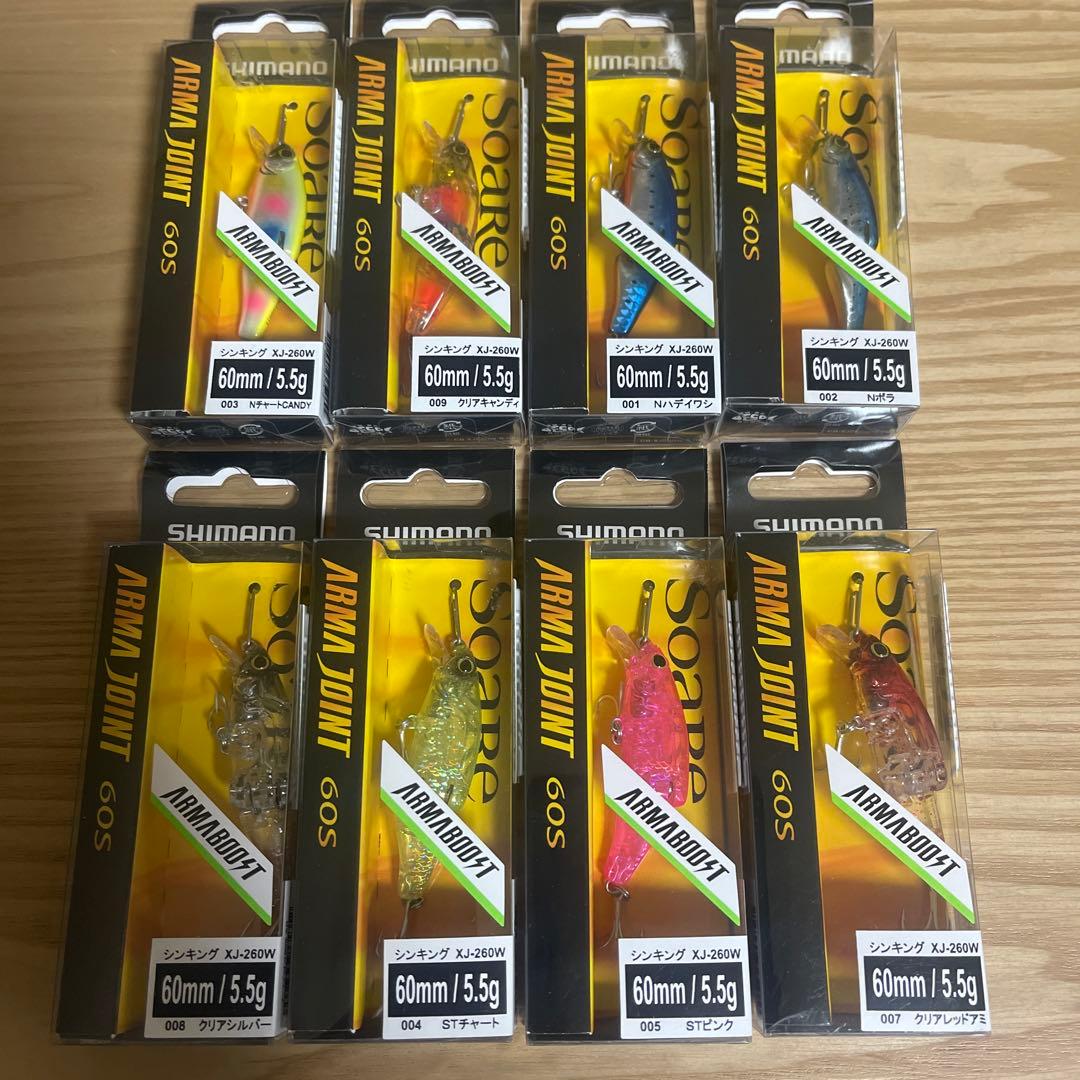 SHIMANO
ARMA JOINT 60S
Soare
ARMABOOST
シンキング XJ-260W
60mm / 5.5g
003 NチャートCANDY
SHIMANO
ARMA JOINT 60S
Soare
ARMABOOST
シンキング XJ-260W
60mm / 5.5g
009 クリアキャンディ
SHIMANO
ARMA JOINT 60S
Soare
ARMABOOST
シンキング XJ-260W
60mm / 5.5g
001 Nハデイワシ
SHIMANO
ARMA JOINT 60S
Soare
ARMABOOST
シンキング XJ-260W
60mm / 5.5g
002 Nボラ
SHIMANO
ARMA JOINT 60S
Soare
ARMABOOST
シンキング XJ-260W
60mm / 5.5g
008 クリアシルバー
SHIMANO
ARMA JOINT 60S
Soare
ARMABOOST
シンキング XJ-260W
60mm / 5.5g
004 STチャート
SHIMANO
ARMA JOINT 60S
Soare
ARMABOOST
シンキング XJ-260W
60mm / 5.5g
005 STピンク
SHIMANO
ARMA JOINT 60S
Soare
ARMABOOST
シンキング XJ-260W
60mm / 5.5g
007 クリアレッドアミ